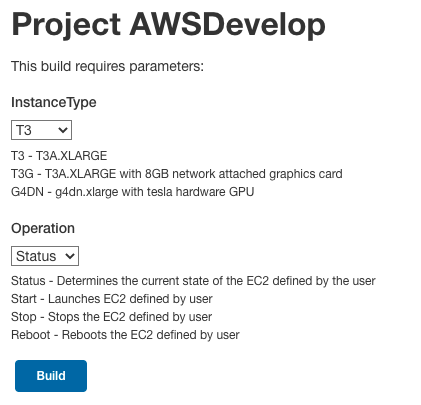 Project AWSDevelop
This build requires parameters:
InstanceType
T3
T3 - T3A.XLARGE
T3G - T3A.XLARGE with 8GB network attached graphics card
G4DN - g4dn.xlarge with tesla hardware GPU
Operation
Status
Status - Determines the current state of the EC2 defined by the user
Start - Launches EC2 defined by user
Stop - Stops the EC2 defined by user
Reboot - Reboots the EC2 defined by user
Build